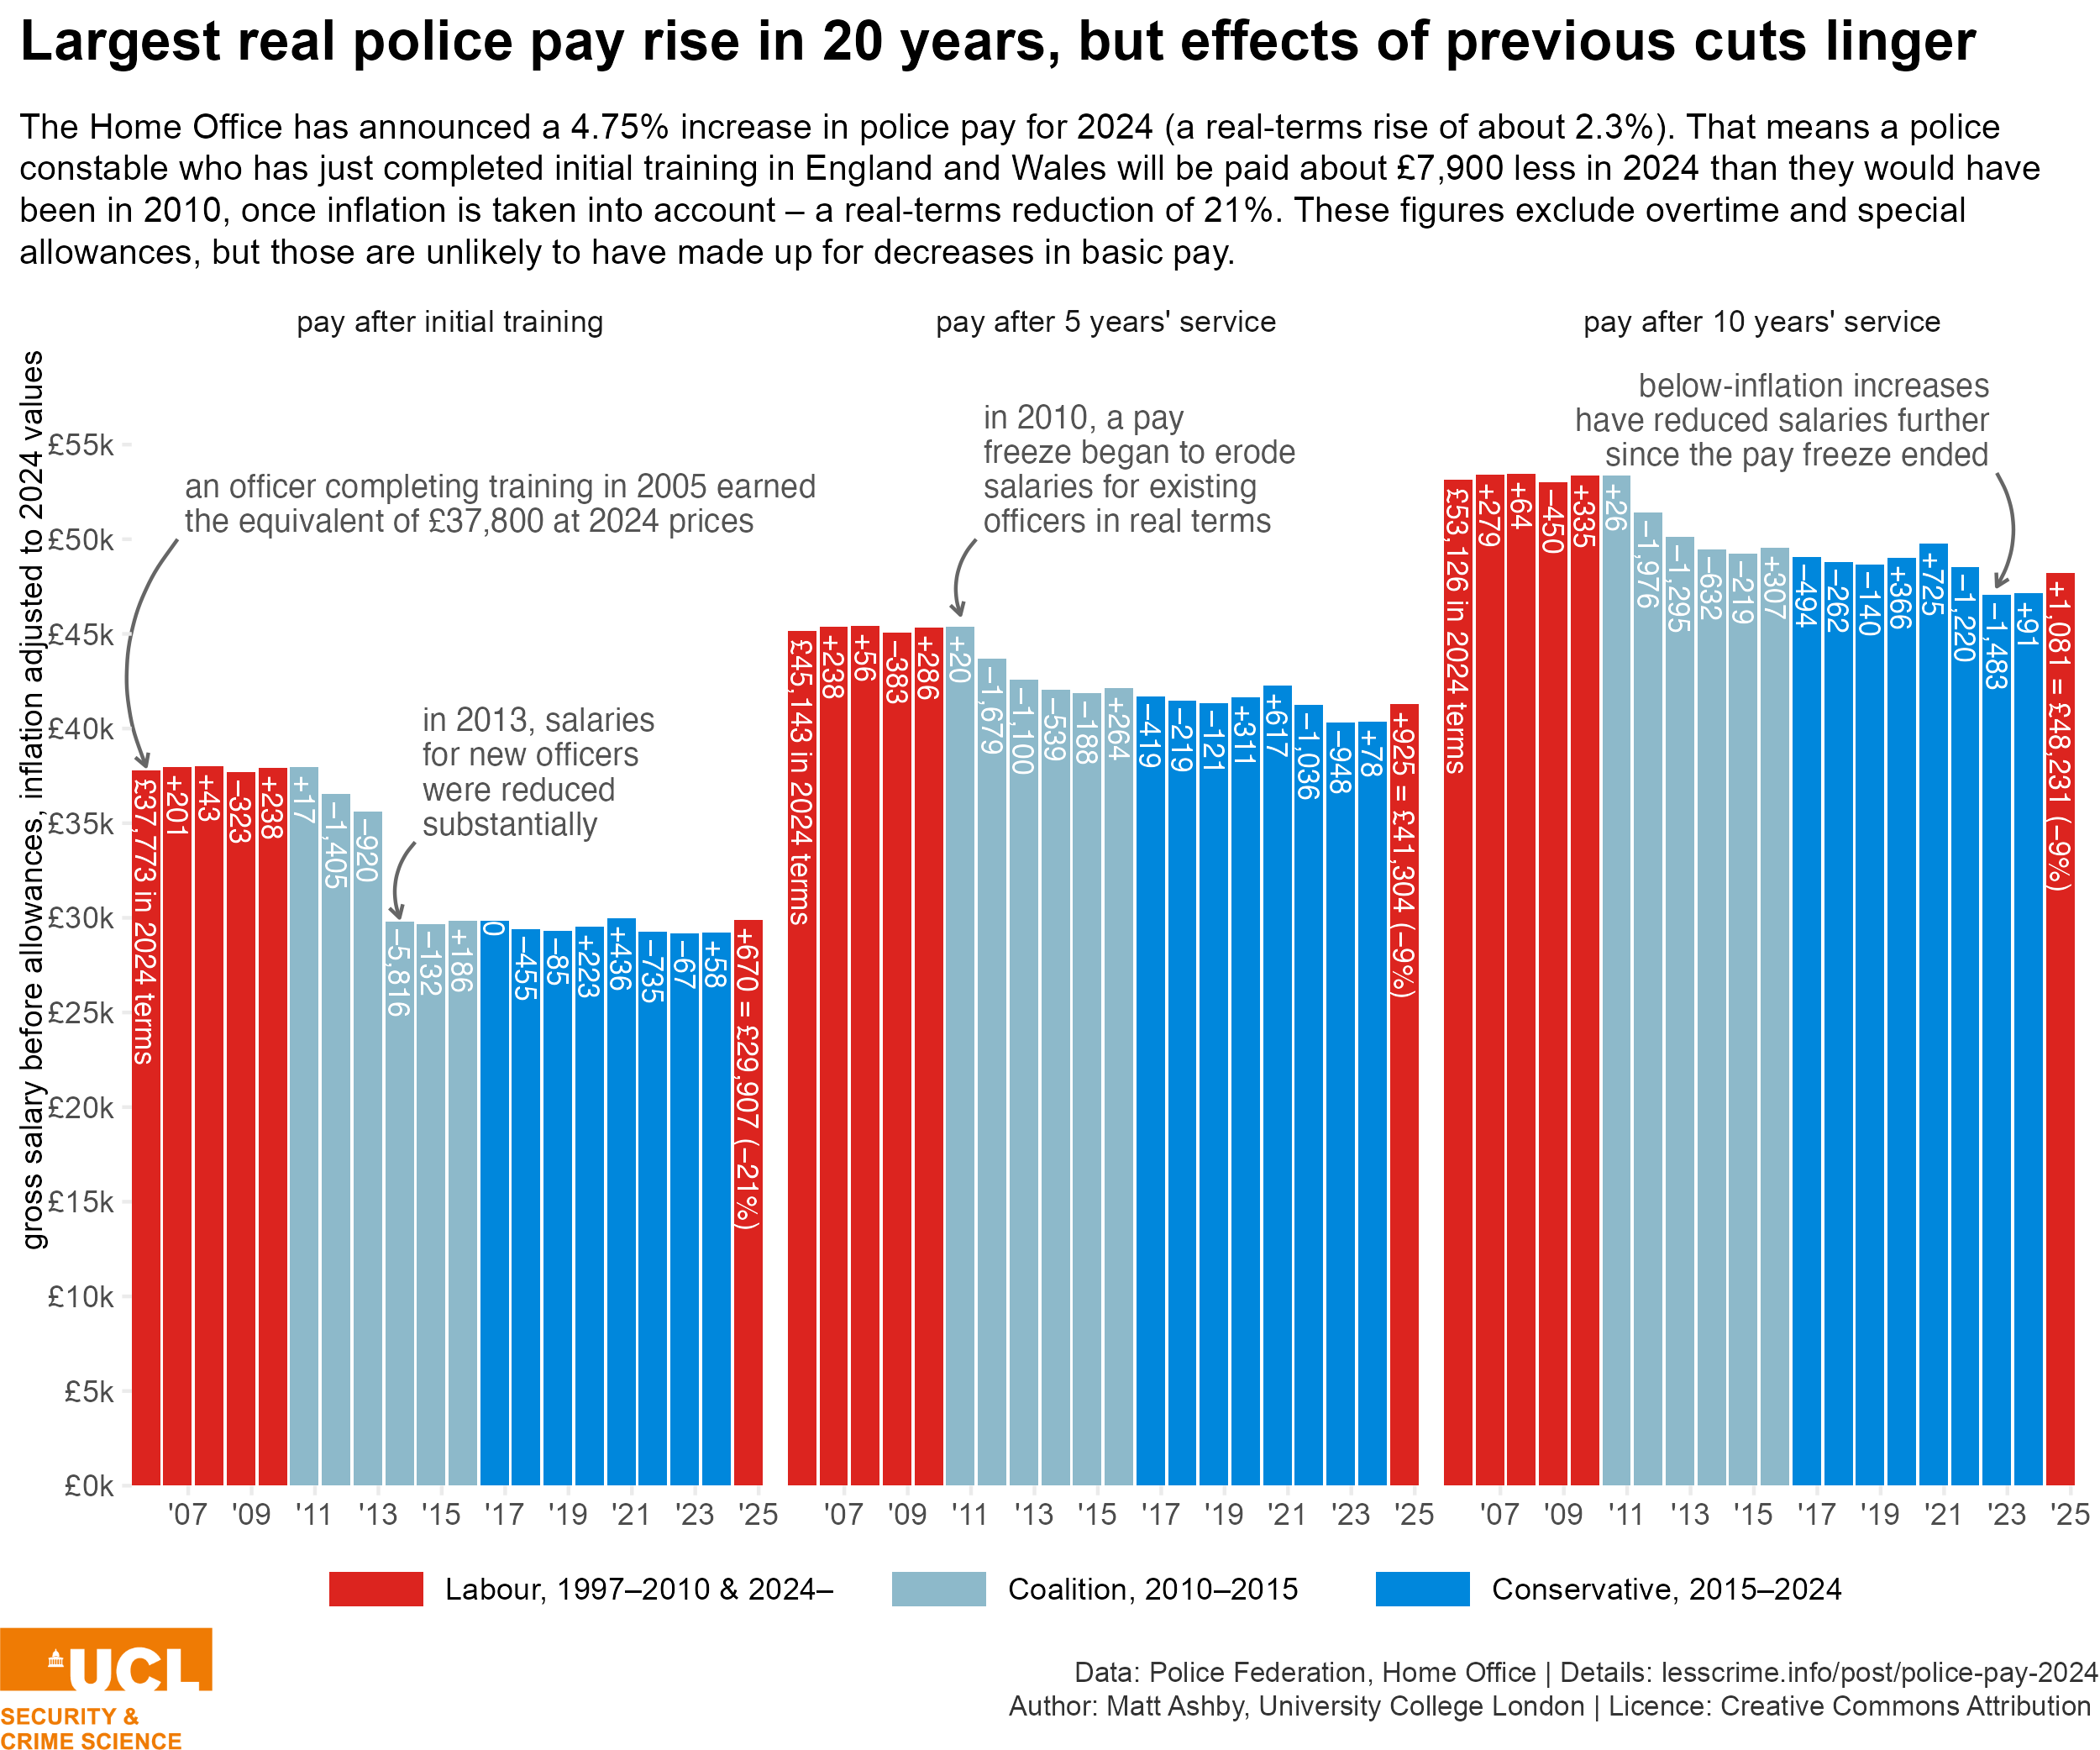 Largest real police pay rise in 20 years, but effects of previous cuts linger
The Home Office has announced a 4.75% increase in police pay for 2024 (a real-terms rise of about 2.3%). That means a police
constable who has just completed initial training in England and Wales will be paid about £7,900 less in 2024 than they would have
been in 2010, once inflation is taken into account – a real-terms reduction of 21%. These figures exclude overtime and special
allowances, but those are unlikely to have made up for decreases in basic pay.
gross salary before allowances, inflation adjusted to 2024 values
£55k
£50k
£45k
£40k
£35k
£30k
£25k
£20k
£15k
£10k
£5k
£0k
pay after initial training
an officer completing training in 2005 earned
the equivalent of £37,800 at 2024 prices
in 2013, salaries
for new officers
were reduced
substantially
£37,773 in 2024 terms
+201
+43
−323
+238
+17
−1,405
−920
−5,816
−132
+186
0
−455
−85
+223
+436
−735
−67
+58
+670 = £29,907 (−21%)
'07 '09 '11 '13 '15 '17 '19 '21 '23 '25
pay after 5 years' service
in 2010, a pay
freeze began to erode
salaries for existing
officers in real terms
£45,143 in 2024 terms
+238
+56
−383
+286
+20
−1,679
−1,100
−539
−188
+264
−419
−219
−121
+311
+617
−1,036
−948
+78
+925 = £41,304 (−9%)
'07 '09 '11 '13 '15 '17 '19 '21 '23 '25
pay after 10 years' service
below-inflation increases
have reduced salaries further
since the pay freeze ended
£53,126 in 2024 terms
+279
+64
−450
+335
+26
−1,976
−1,295
−632
−219
+307
−494
−262
−140
+366
+725
−1,220
−1,483
+91
+1,081 = £48,231 (−9%)
'07 '09 '11 '13 '15 '17 '19 '21 '23 '25
Labour, 1997–2010 & 2024–
Coalition, 2010–2015
Conservative, 2015–2024
UCL
SECURITY &
CRIME SCIENCE
Data: Police Federation, Home Office | Details: lesscrime.info/post/police-pay-2024
Author: Matt Ashby, University College London | Licence: Creative Commons Attribution